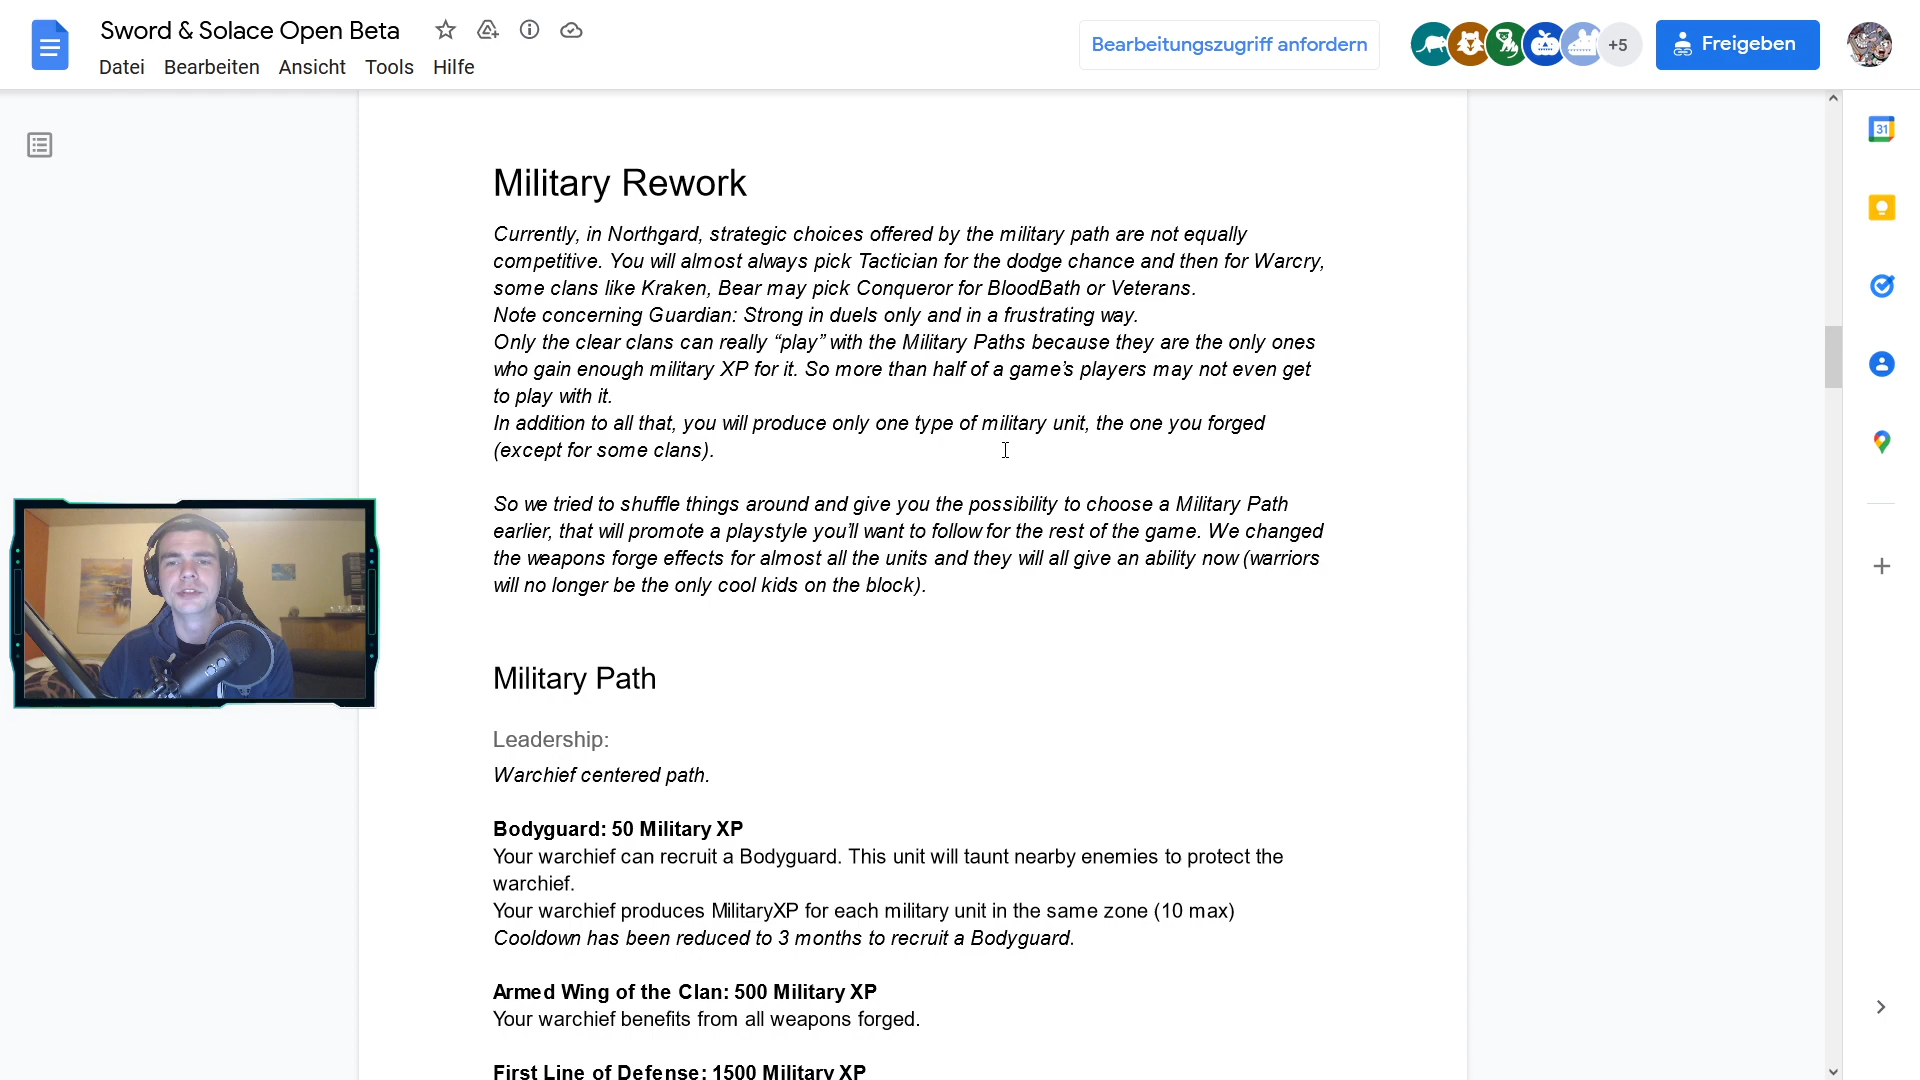 Sword & Solace Open Beta
Datei Bearbeiten Ansicht Tools Hilfe
Bearbeitungszugriff anfordern
+5
Freigeben
31
Military Rework
Currently, in Northgard, strategic choices offered by the military path are not equally
competitive. You will almost always pick Tactician for the dodge chance and then for Warcry,
some clans like Kraken, Bear may pick Conqueror for BloodBath or Veterans.
Note concerning Guardian: Strong in duels only and in a frustrating way.
Only the clear clans can really “play” with the Military Paths because they are the only ones
who gain enough military XP for it. So more than half of a game’s players may not even get
to play with it.
In addition to all that, you will produce only one type of military unit, the one you forged
(except for some clans).
So we tried to shuffle things around and give you the possibility to choose a Military Path
earlier, that will promote a playstyle you’ll want to follow for the rest of the game. We changed
the weapons forge effects for almost all the units and they will all give an ability now (warriors
will no longer be the only cool kids on the block).
Military Path
Leadership:
Warchief centered path.
Bodyguard: 50 Military XP
Your warchief can recruit a Bodyguard. This unit will taunt nearby enemies to protect the
warchief.
Your warchief produces MilitaryXP for each military unit in the same zone (10 max)
Cooldown has been reduced to 3 months to recruit a Bodyguard.
Armed Wing of the Clan: 500 Military XP
Your warchief benefits from all weapons forged.
First Line of Defense: 1500 Military XP